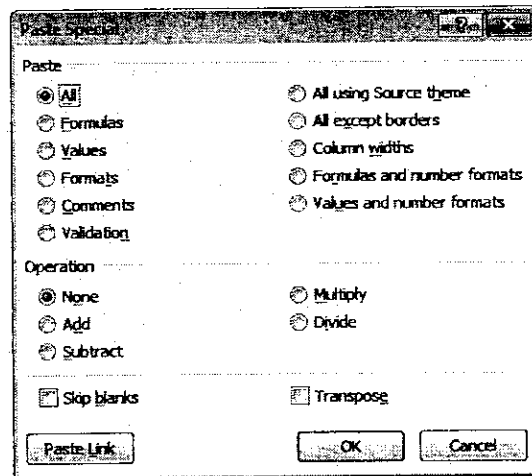 Paste Special
Paste
All
All using Source theme
Formulas
All except borders
Values
Column widths
Formats
Formulas and number formats
Comments
Values and number formats
Validation
Operation
None
Multiply
Add
Divide
Subtract
Skip blanks
Transpose
Paste Link
OK
Cancel